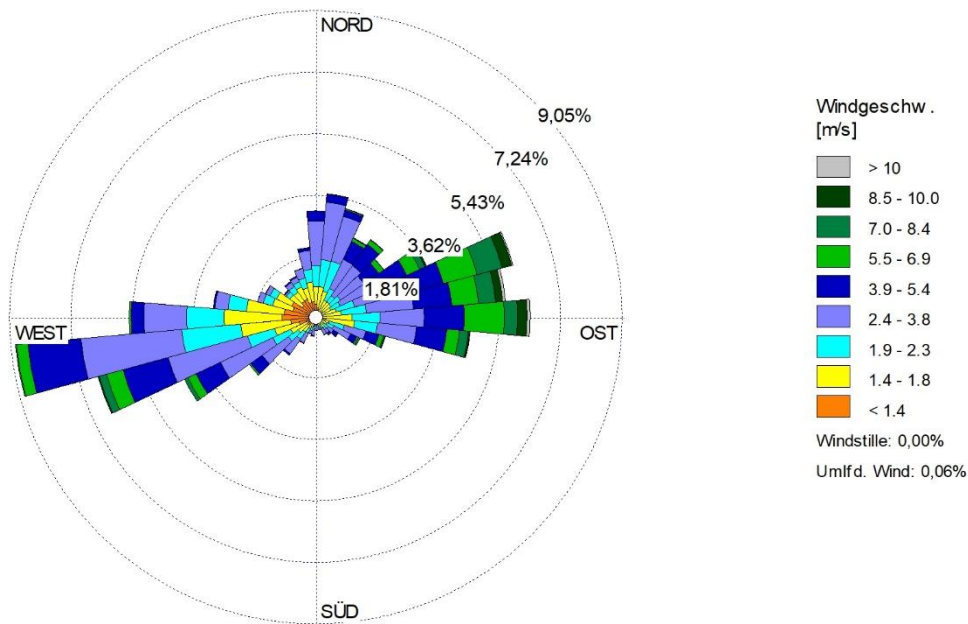 NORD
9,05%
7,24%
5,43%
3,62%
1,81%
WEST
OST
SÜD
Windgeschw.
[m/s]
> 10
8.5 - 10.0
7.0 - 8.4
5.5 - 6.9
3.9 - 5.4
2.4 - 3.8
1.9 - 2.3
1.4 - 1.8
< 1.4
Windstille: 0,00%
Umlfd. Wind: 0,06%